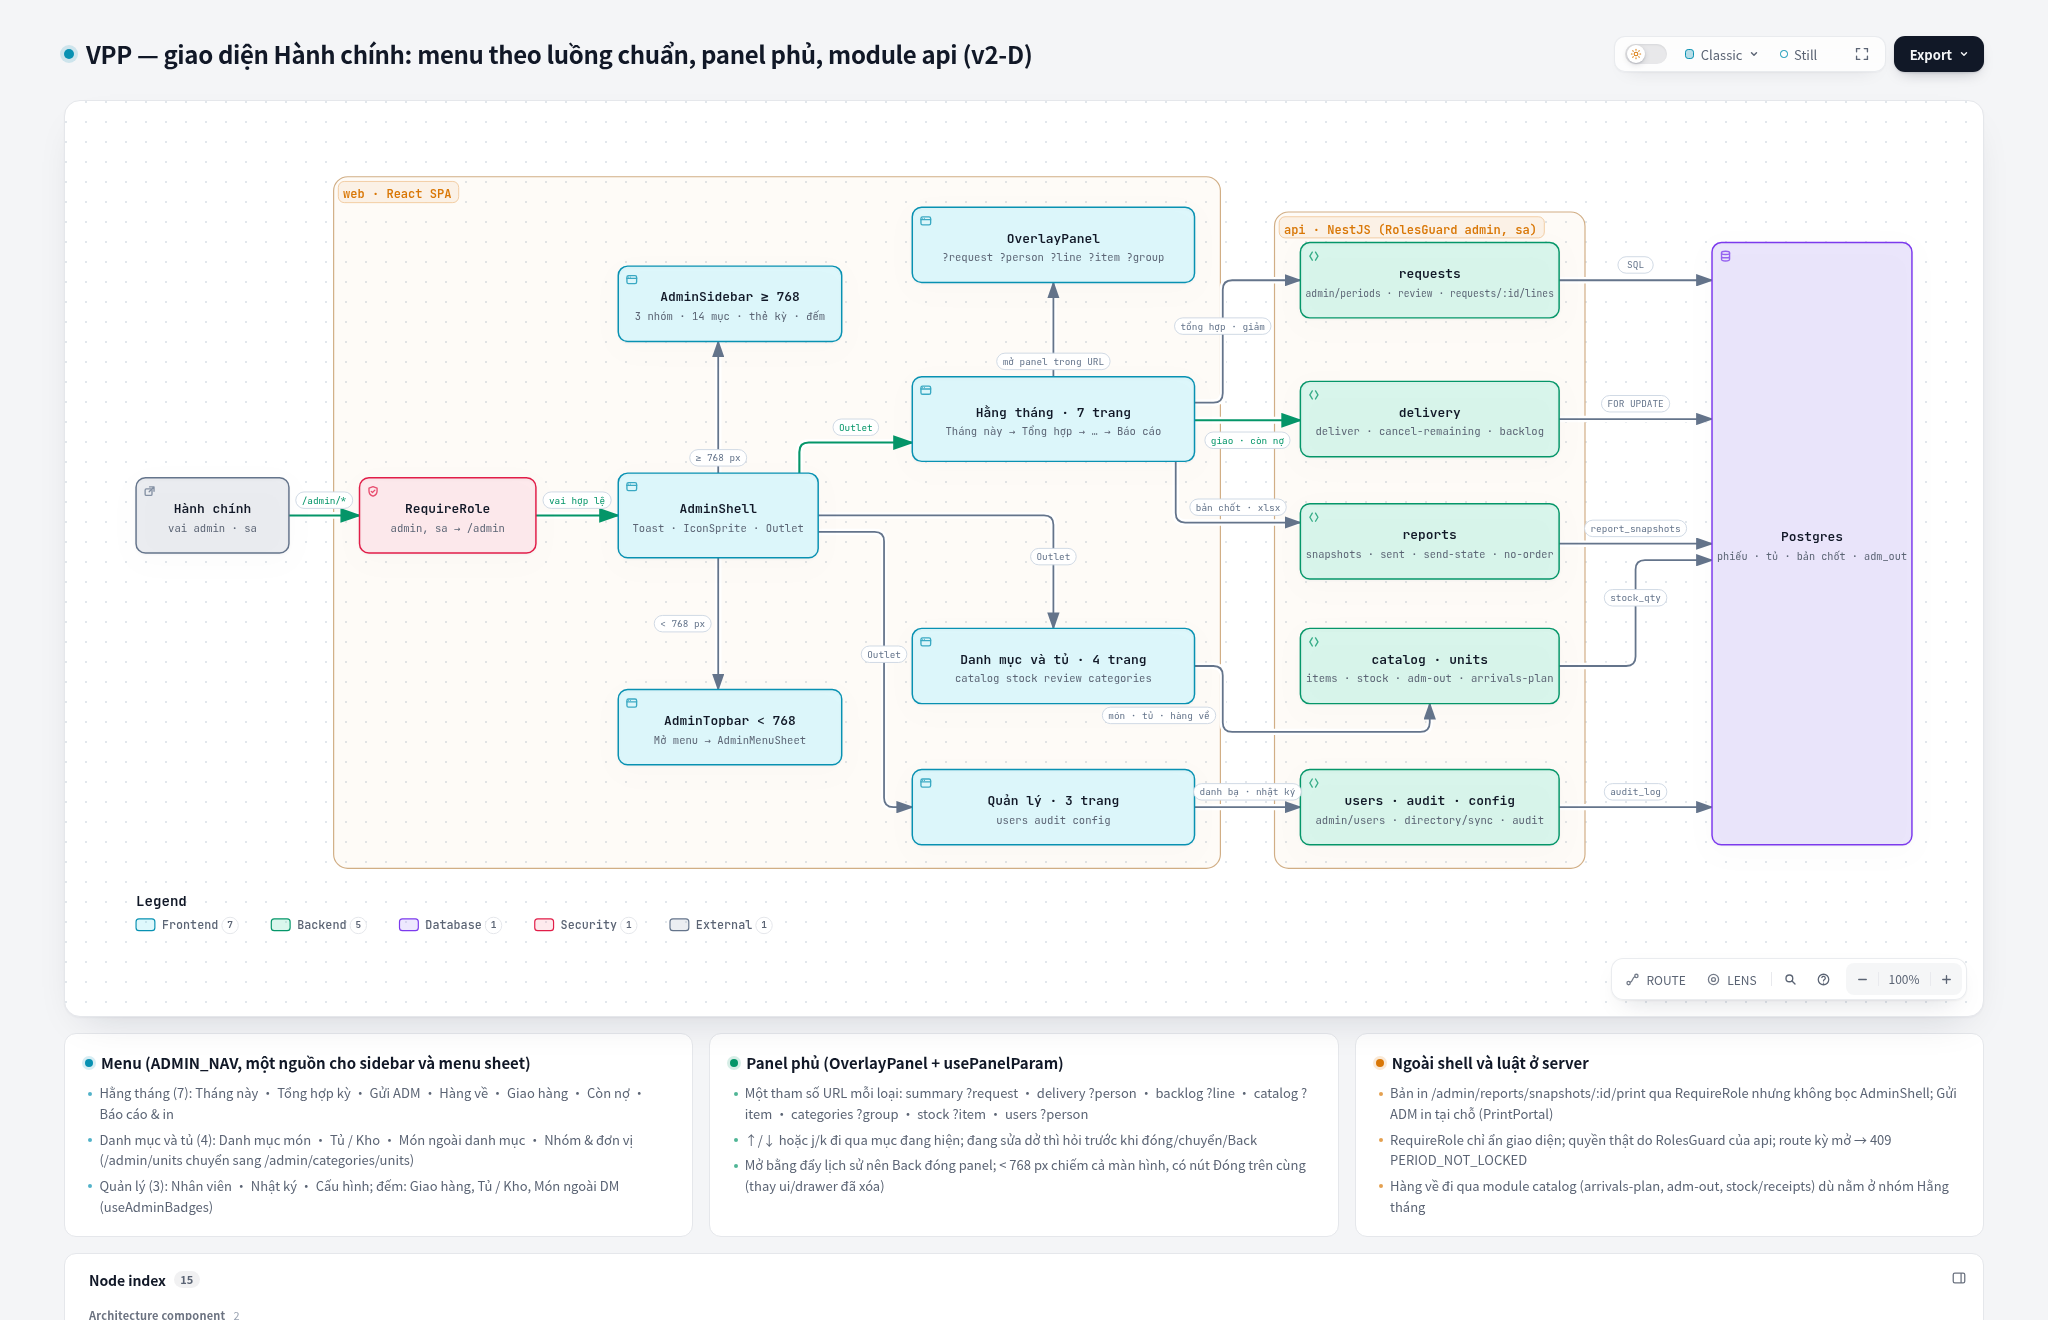 VPP — giao diện Hành chính: menu theo luồng chuẩn, panel phủ, module api (v2-D)
Classic
Still
Export
web · React SPA
OverlayPanel
?request ?person ?line ?item ?group
api · NestJS (RolesGuard admin, sa)
requests
admin/periods · review · requests/:id/lines
SQL
AdminSidebar ≥ 768
3 nhóm · 14 mục · thẻ kỳ · đếm
tổng hợp · giảm
mở panel trong URL
Hằng tháng · 7 trang
Tháng này → Tổng hợp → … → Báo cáo
delivery
deliver · cancel-remaining · backlog
FOR UPDATE
Outlet
giao · còn nợ
≥ 768 px
Hành chính
vai admin · sa
/admin/*
RequireRole
admin, sa → /admin
vai hợp lệ
AdminShell
Toast · IconSprite · Outlet
bản chốt · xlsx
reports
snapshots · sent · send-state · no-order
report_snapshots
Postgres
phiếu · tủ · bản chốt · adm_out
Outlet
stock_qty
< 768 px
Outlet
Danh mục và tủ · 4 trang
catalog stock review categories
catalog · units
items · stock · adm-out · arrivals-plan
món · tủ · hàng về
AdminTopbar < 768
Mở menu → AdminMenuSheet
Quản lý · 3 trang
users audit config
danh bạ · nhật ký
users · audit · config
admin/users · directory/sync · audit
audit_log
Legend
Frontend 7
Backend 5
Database 1
Security 1
External 1
ROUTE
LENS
100%
Menu (ADMIN_NAV, một nguồn cho sidebar và menu sheet)
• Hằng tháng (7): Tháng này • Tổng hợp kỳ • Gửi ADM • Hàng về • Giao hàng • Còn nợ •
Báo cáo & in
• Danh mục và tủ (4): Danh mục món • Tủ / Kho • Món ngoài danh mục • Nhóm & đơn vị
(/admin/units chuyển sang /admin/categories/units)
• Quản lý (3): Nhân viên • Nhật ký • Cấu hình; đếm: Giao hàng, Tủ / Kho, Món ngoài DM
(useAdminBadges)
Panel phủ (OverlayPanel + usePanelParam)
• Một tham số URL mỗi loại: summary ?request • delivery ?person • backlog ?line • catalog ?
item • categories ?group • stock ?item • users ?person
• ↑/↓ hoặc j/k đi qua mục đang hiện; đang sửa dở thì hỏi trước khi đóng/chuyển/Back
• Mở bằng đẩy lịch sử nên Back đóng panel; < 768 px chiếm cả màn hình, có nút Đóng trên cùng
(thay ui/drawer đã xóa)
Ngoài shell và luật ở server
• Bản in /admin/reports/snapshots/:id/print qua RequireRole nhưng không bọc AdminShell; Gửi
ADM in tại chỗ (PrintPortal)
• RequireRole chỉ ẩn giao diện; quyền thật do RolesGuard của api; route kỳ mở → 409
PERIOD_NOT_LOCKED
• Hàng về đi qua module catalog (arrivals-plan, adm-out, stock/receipts) dù nằm ở nhóm Hằng
tháng
Node index 15
Architecture component 2